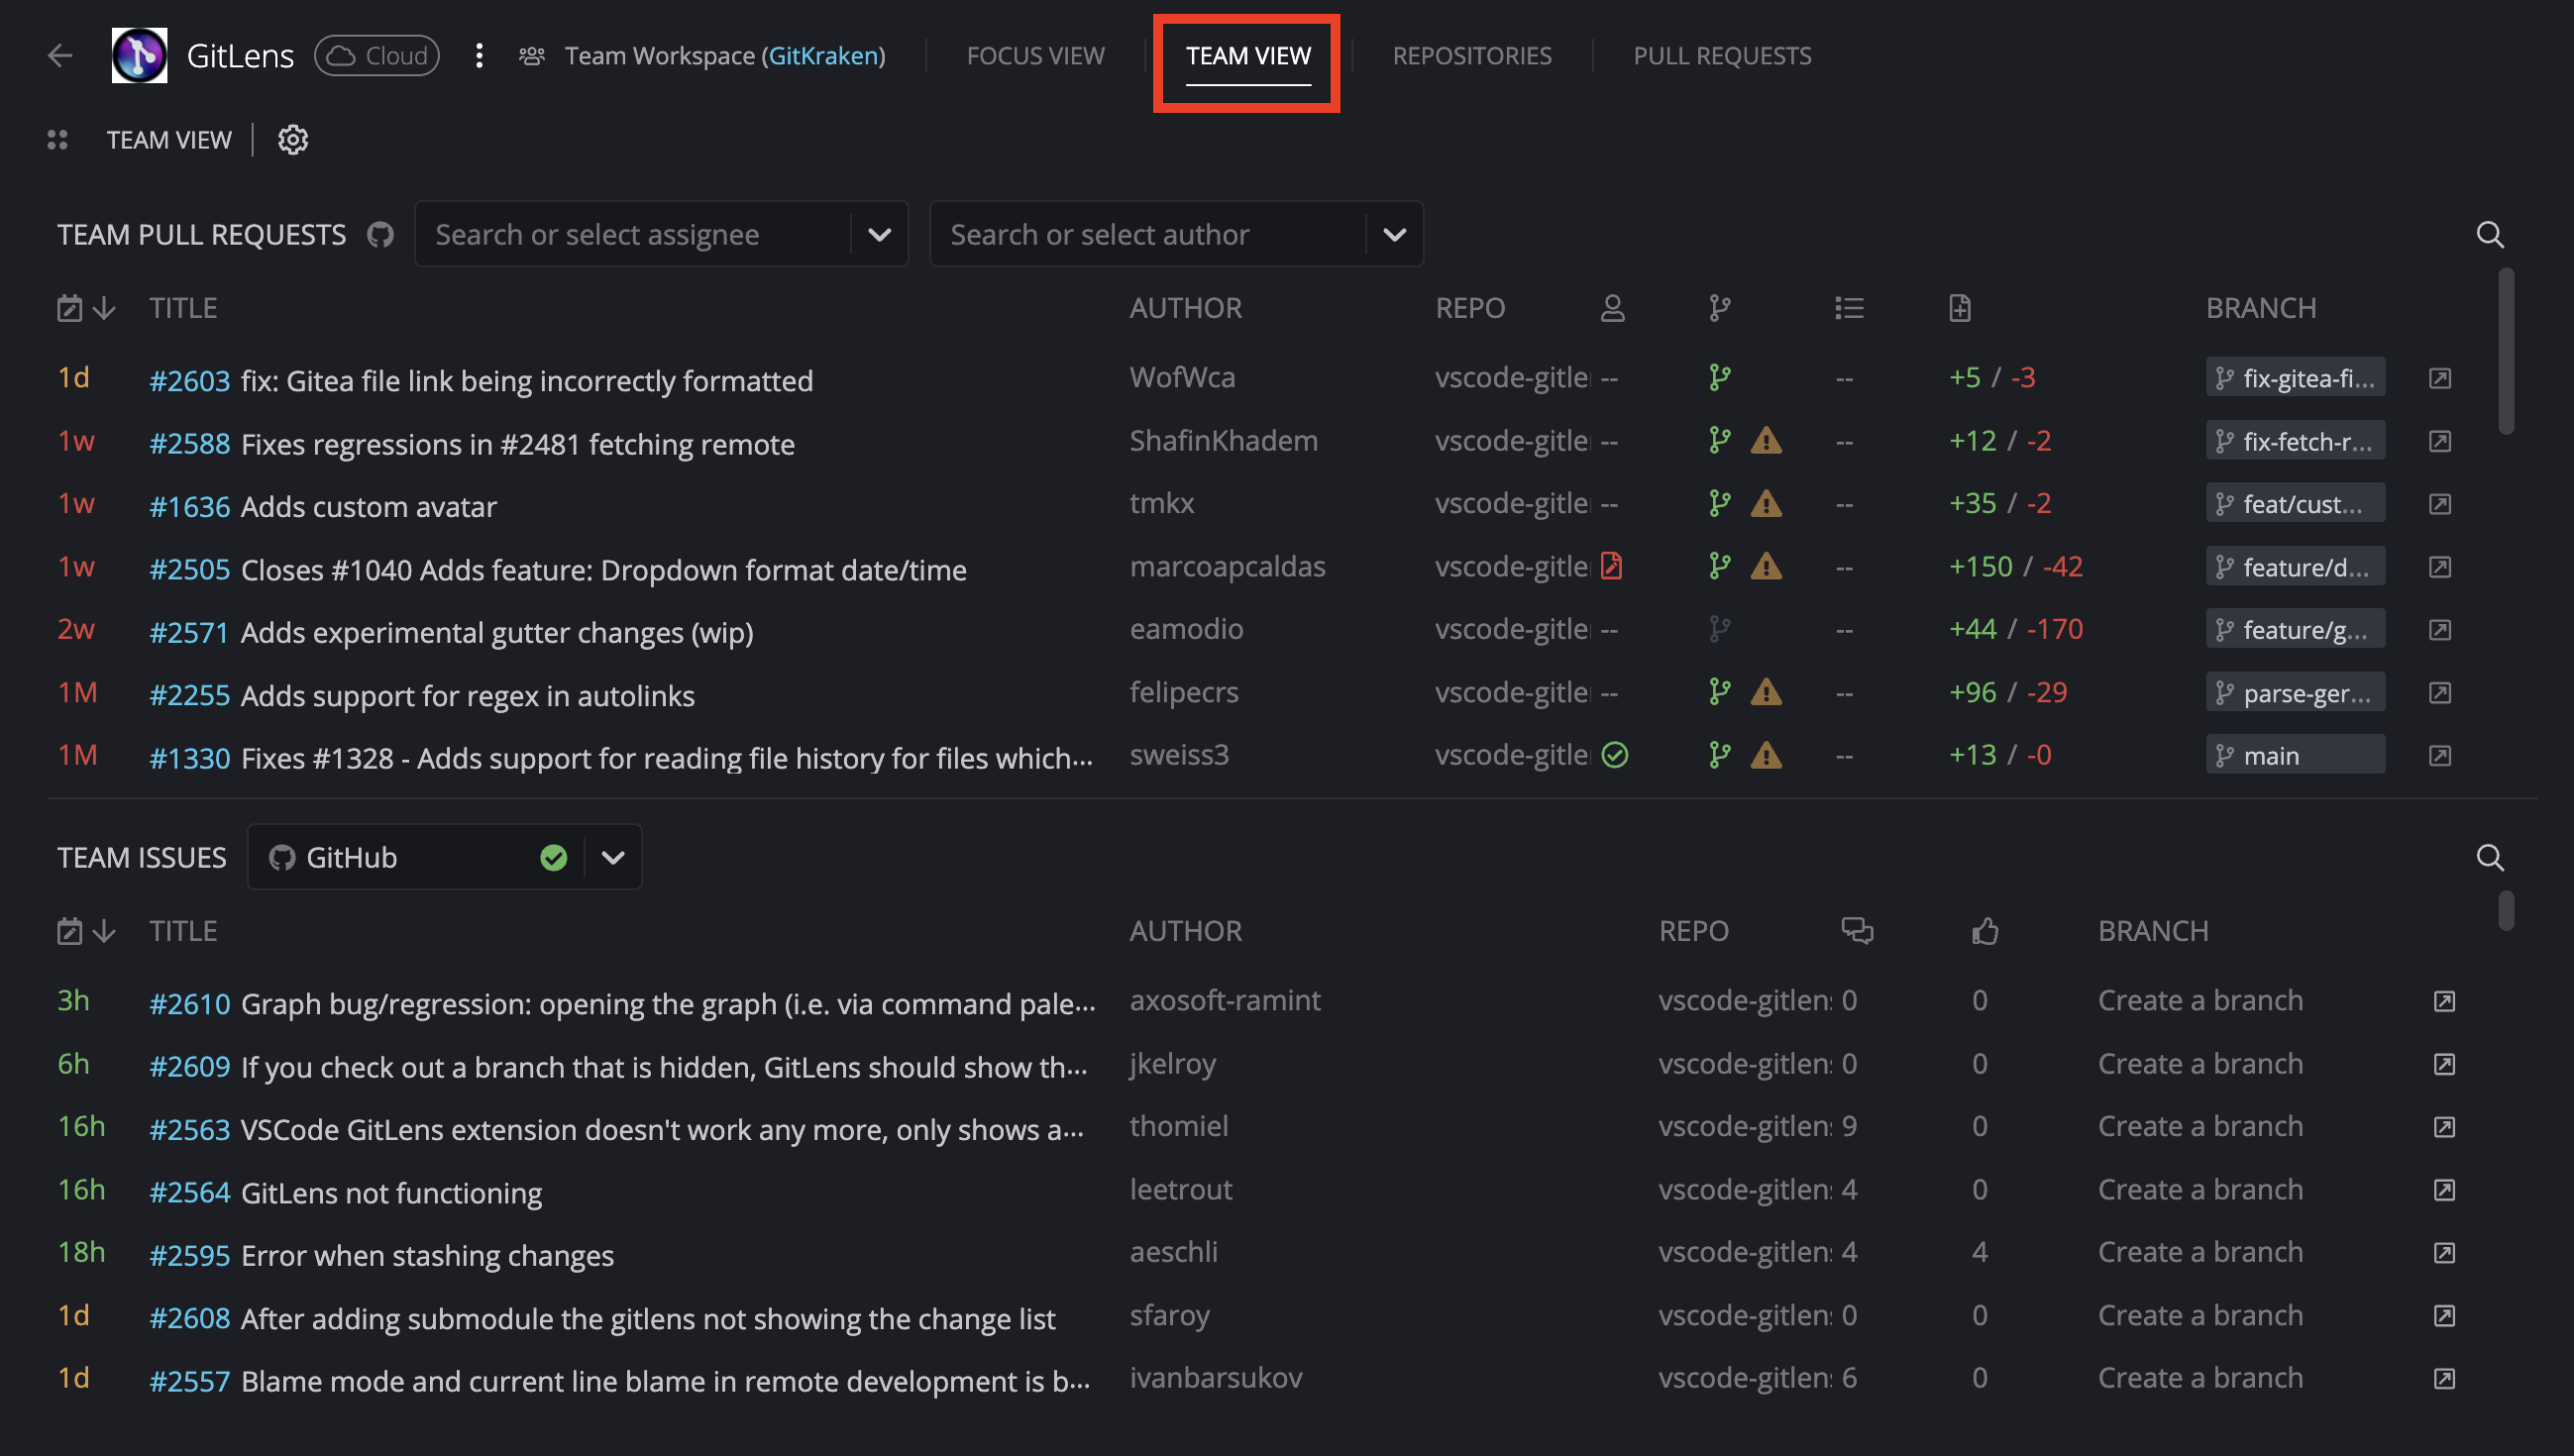 GitLens Cloud Team Workspace (GitKraken) FOCUS VIEW TEAM VIEW REPOSITORIES PULL REQUESTS
TEAM VIEW
TEAM PULL REQUESTS Search or select assignee Search or select author
TITLE AUTHOR REPO BRANCH
1d #2603 fix: Gitea file link being incorrectly formatted WofWca vscode-gitle -- -- +5 / -3 fix-gitea-fi...
1w #2588 Fixes regressions in #2481 fetching remote ShafinKhadem vscode-gitle -- -- +12 / -2 fix-fetch-r...
1w #1636 Adds custom avatar tmkx vscode-gitle -- -- +35 / -2 feat/cust...
1w #2505 Closes #1040 Adds feature: Dropdown format date/time marcoapcaldas vscode-gitle -- +150 / -42 feature/d...
2w #2571 Adds experimental gutter changes (wip) eamodio vscode-gitle -- -- +44 / -170 feature/g...
1M #2255 Adds support for regex in autolinks felipecrs vscode-gitle -- -- +96 / -29 parse-ger...
1M #1330 Fixes #1328 - Adds support for reading file history for files which... sweiss3 vscode-gitle -- +13 / -0 main
TEAM ISSUES GitHub
TITLE AUTHOR REPO BRANCH
3h #2610 Graph bug/regression: opening the graph (i.e. via command pale... axosoft-ramint vscode-gitlens 0 0 Create a branch
6h #2609 If you check out a branch that is hidden, GitLens should show th... jkelroy vscode-gitlens 0 0 Create a branch
16h #2563 VSCode GitLens extension doesn't work any more, only shows a... thomiel vscode-gitlens 9 0 Create a branch
16h #2564 GitLens not functioning leetrout vscode-gitlens 4 0 Create a branch
18h #2595 Error when stashing changes aeschli vscode-gitlens 4 4 Create a branch
1d #2608 After adding submodule the gitlens not showing the change list sfaroy vscode-gitlens 0 0 Create a branch
1d #2557 Blame mode and current line blame in remote development is b... ivanbarsukov vscode-gitlens 6 0 Create a branch